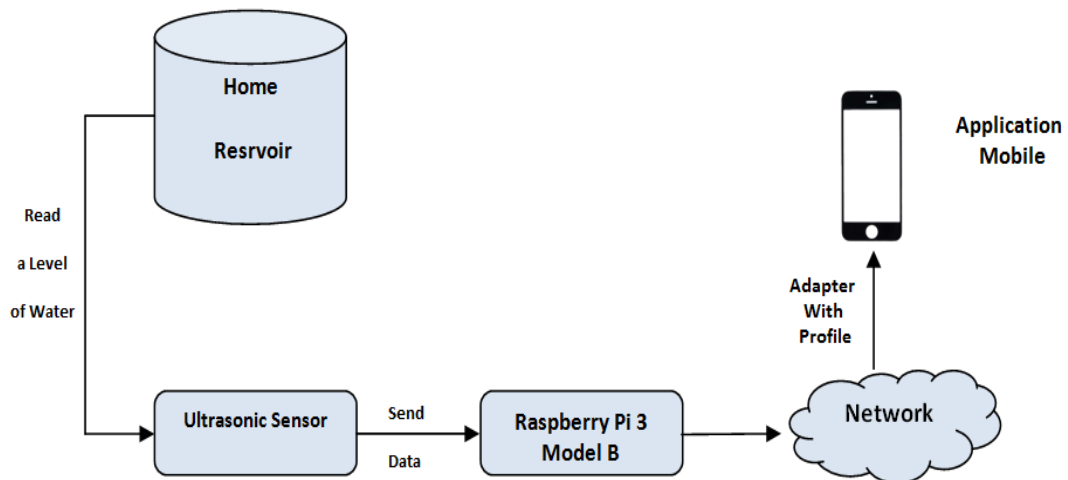 Home
Resrvoir
Read
a Level
of Water
Ultrasonic Sensor
Send
Data
Raspberry Pi 3
Model B
Network
Adapter
With
Profile
Application
Mobile